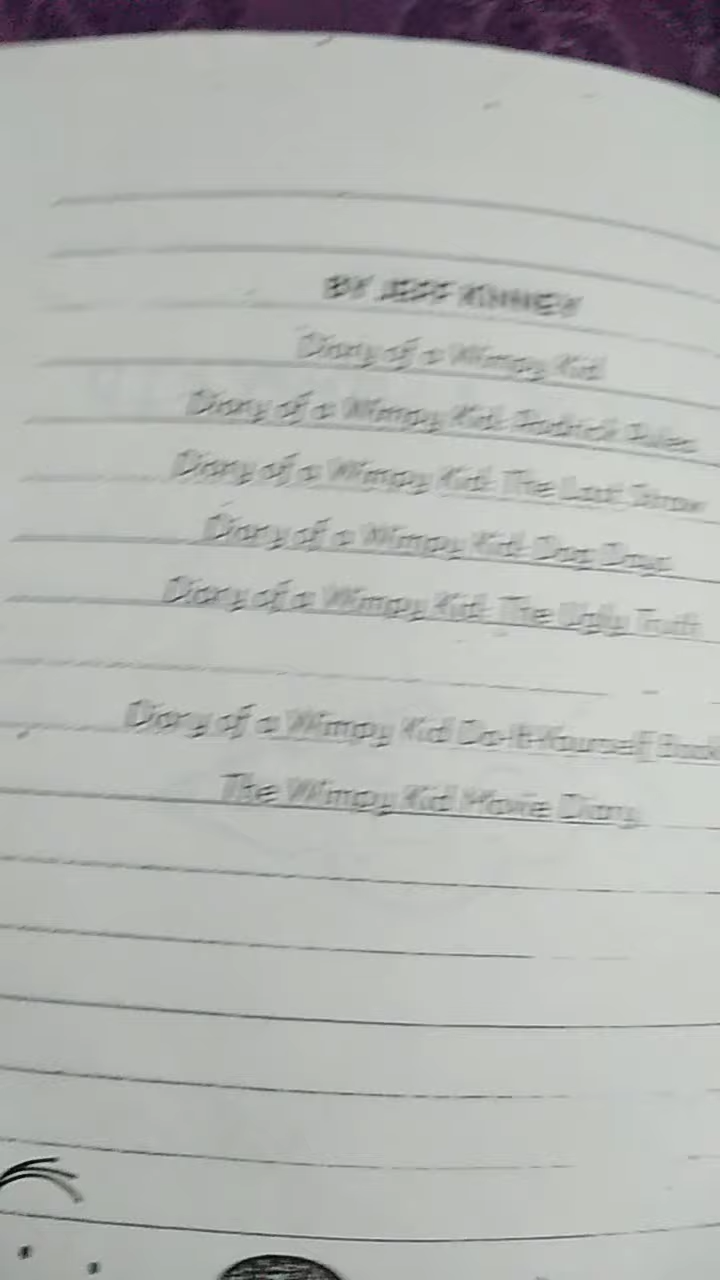 BY JEFF KINNEY
Diary of a Wimpy Kid
Diary of a Wimpy Kid: Rodrick Rules
Diary of a Wimpy Kid: The Last Straw
Diary of a Wimpy Kid: Dog Days
Diary of a Wimpy Kid: The Ugly Truth
Diary of a Wimpy Kid Do-It-Yourself Book
The Wimpy Kid Movie Diary